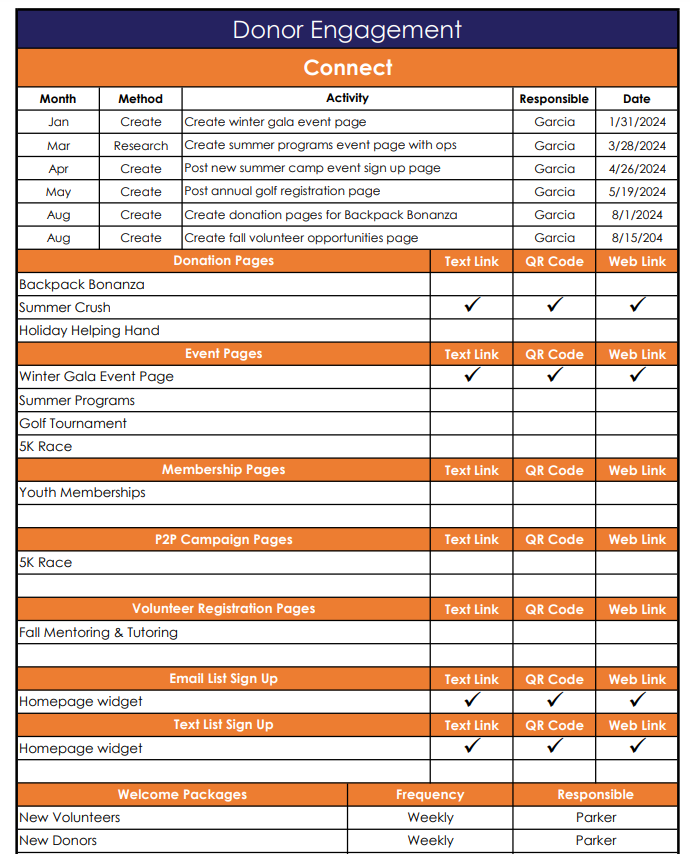 Donor Engagement
Connect
Month Method Activity Responsible Date
Jan Create Create winter gala event page Garcia 1/31/2024
Mar Research Create summer programs event page with ops Garcia 3/28/2024
Apr Create Post new summer camp event sign up page Garcia 4/26/2024
May Create Post annual golf registration page Garcia 5/19/2024
Aug Create Create donation pages for Backpack Bonanza Garcia 8/1/2024
Aug Create Create fall volunteer opportunities page Garcia 8/15/204
Donation Pages Text Link QR Code Web Link
Backpack Bonanza
Summer Crush ✓ ✓ ✓
Holiday Helping Hand
Event Pages Text Link QR Code Web Link
Winter Gala Event Page ✓ ✓ ✓
Summer Programs
Golf Tournament
5K Race
Membership Pages Text Link QR Code Web Link
Youth Memberships
P2P Campaign Pages Text Link QR Code Web Link
5K Race
Volunteer Registration Pages Text Link QR Code Web Link
Fall Mentoring & Tutoring
Email List Sign Up Text Link QR Code Web Link
Homepage widget ✓ ✓ ✓
Text List Sign Up Text Link QR Code Web Link
Homepage widget ✓ ✓ ✓
Welcome Packages Frequency Responsible
New Volunteers Weekly Parker
New Donors Weekly Parker